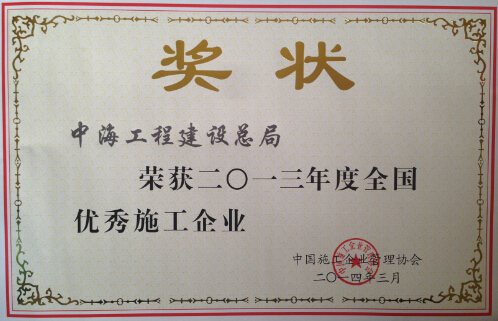 奖状
中海工程建设总局
荣获二〇一三年度全国
优秀施工企业
中国施工企业管理协会
二〇一四年三月